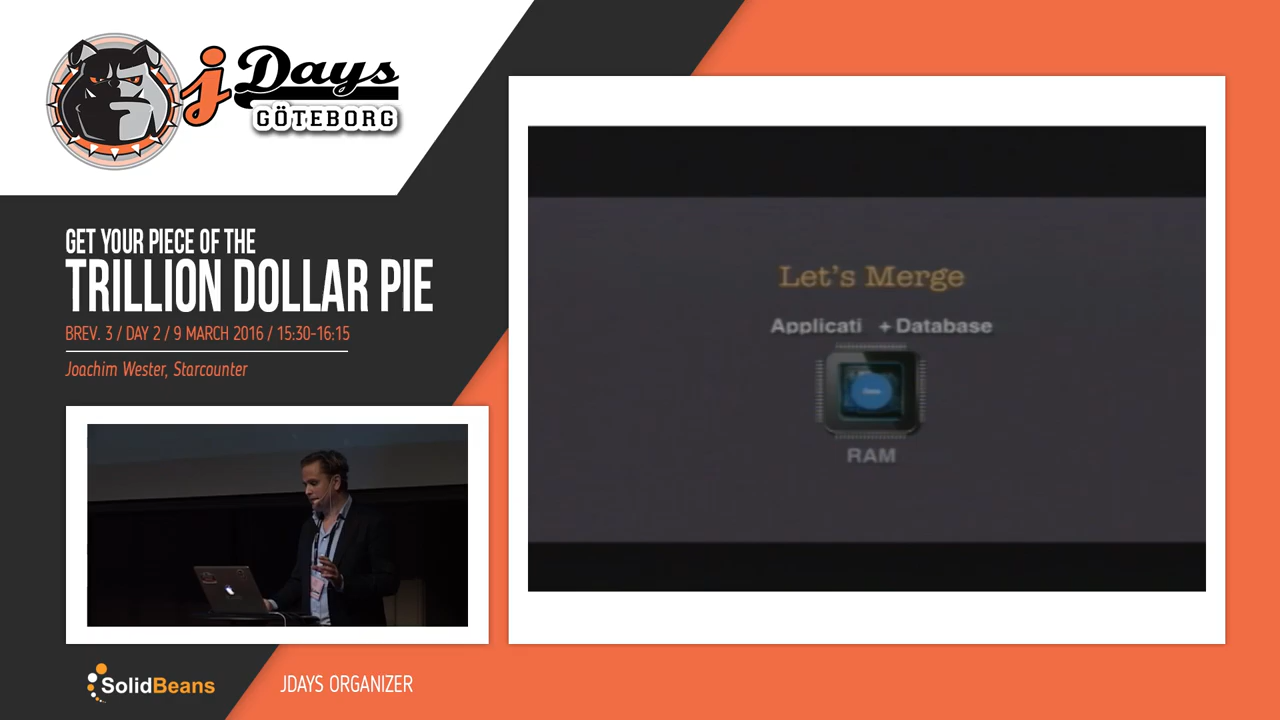 j Days
GÖTEBORG
GET YOUR PIECE OF THE
TRILLION DOLLAR PIE
BREV. 3 / DAY 2 / 9 MARCH 2016 / 15:30-16:15
Joachim Wester, Starcounter
Let's Merge
Applicati + Database
RAM
SolidBeans
JDAYS ORGANIZER